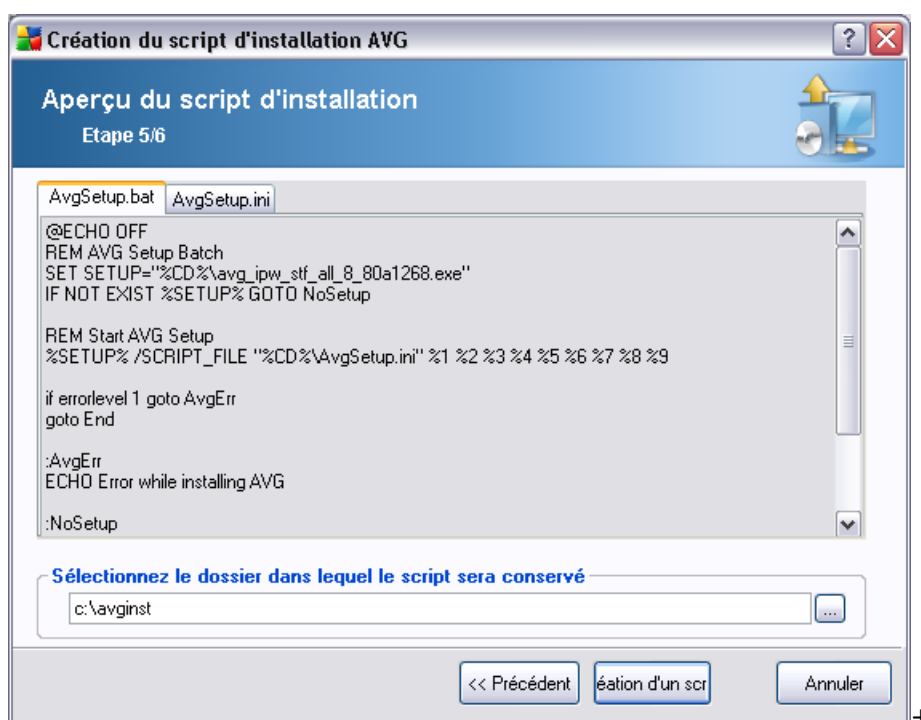 Création du script d'installation AVG
Aperçu du script d'installation
Etape 5/6
AvgSetup.bat AvgSetup.ini
@ECHO OFF
REM AVG Setup Batch
SET SETUP="%CD%\avg_ipw_stf_all_8_80a1268.exe"
IF NOT EXIST %SETUP% GOTO NoSetup
REM Start AVG Setup
%SETUP% /SCRIPT_FILE "%CD%\AvgSetup.ini" %1 %2 %3 %4 %5 %6 %7 %8 %9
if errorlevel 1 goto AvgErr
goto End
:AvgErr
ECHO Error while installing AVG
:NoSetup
Sélectionnez le dossier dans lequel le script sera conservé
c:\avginst
...
<< Précédent éation d'un scr Annuler